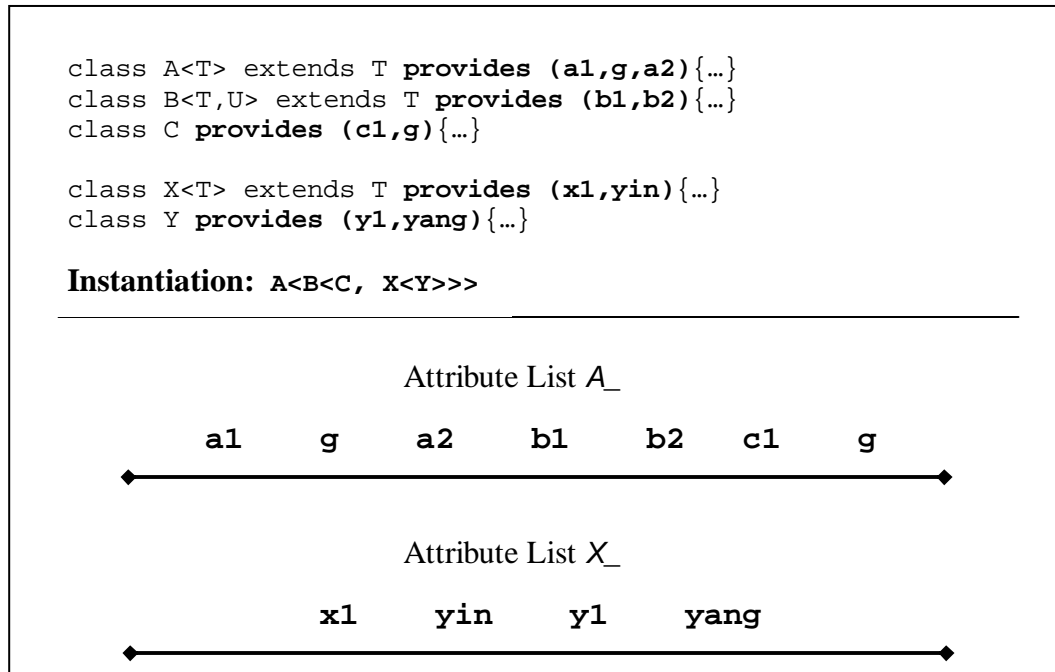 class A<T> extends T provides (a1,g,a2){…}
class B<T,U> extends T provides (b1,b2){…}
class C provides (c1,g){…}
class X<T> extends T provides (x1,yin){…}
class Y provides (y1,yang){…}
Instantiation: A<B<C, X<Y>>>
Attribute List A_
a1 g a2 b1 b2 c1 g
Attribute List X_
x1 yin y1 yang